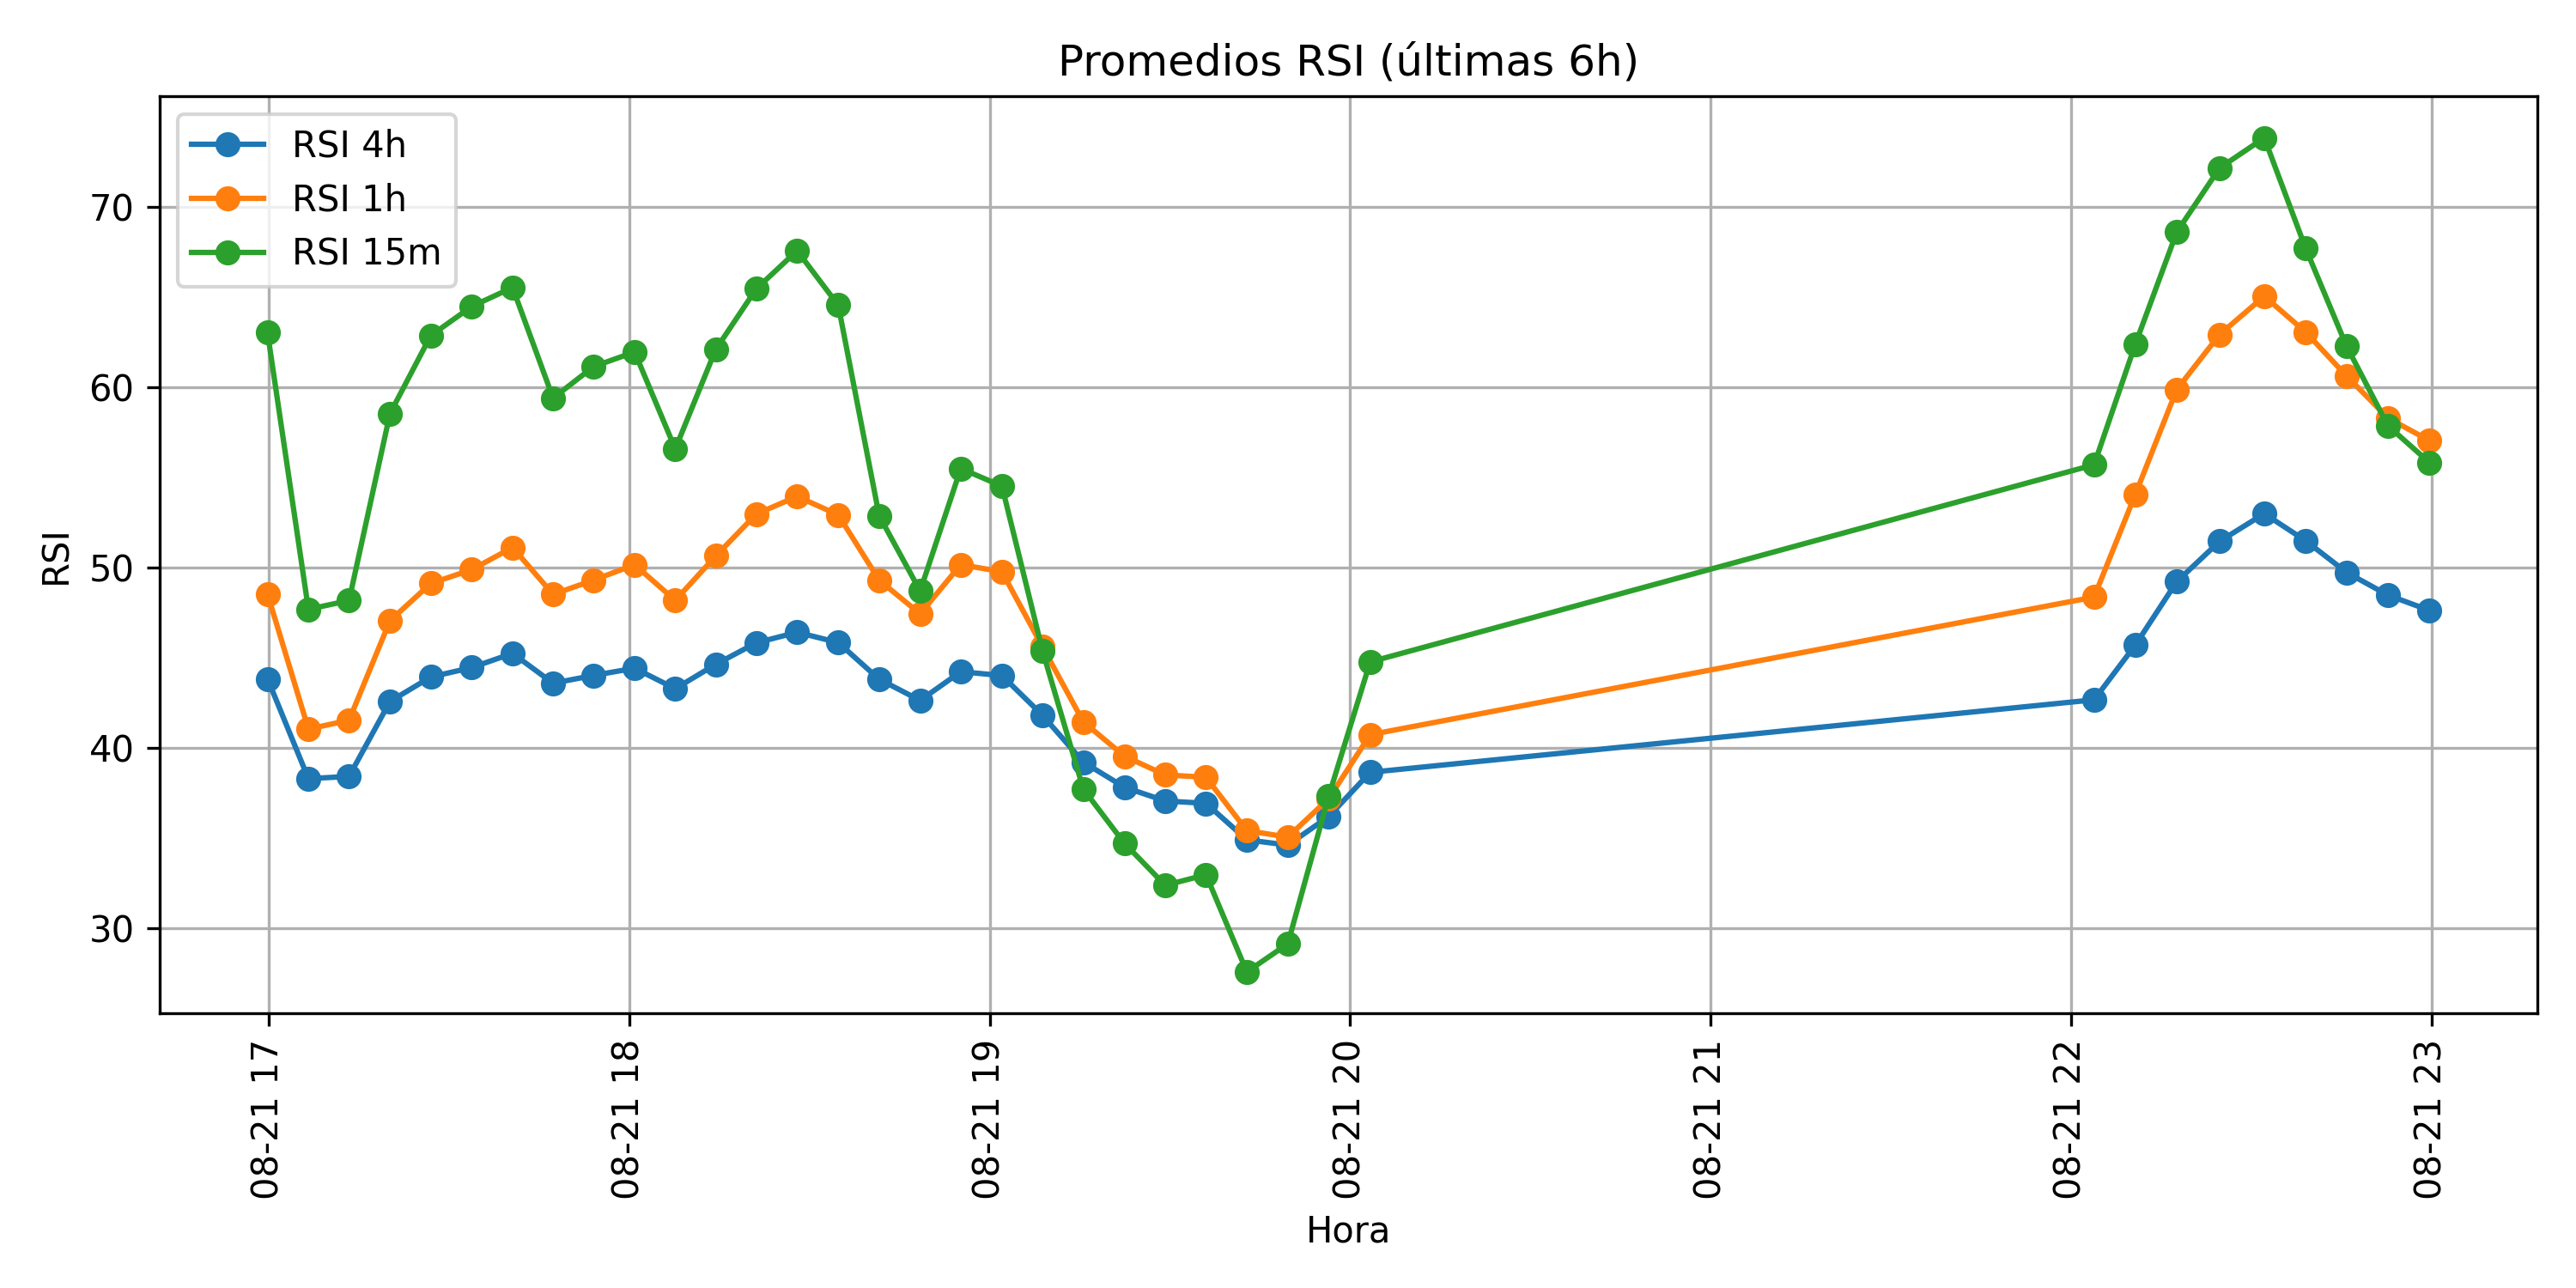 Promedios RSI (últimas 6h)
RSI 4h
RSI 1h
RSI 15m
RSI
70
60
50
40
30
08-21 17
08-21 18
08-21 19
08-21 20
08-21 21
08-21 22
08-21 23
Hora